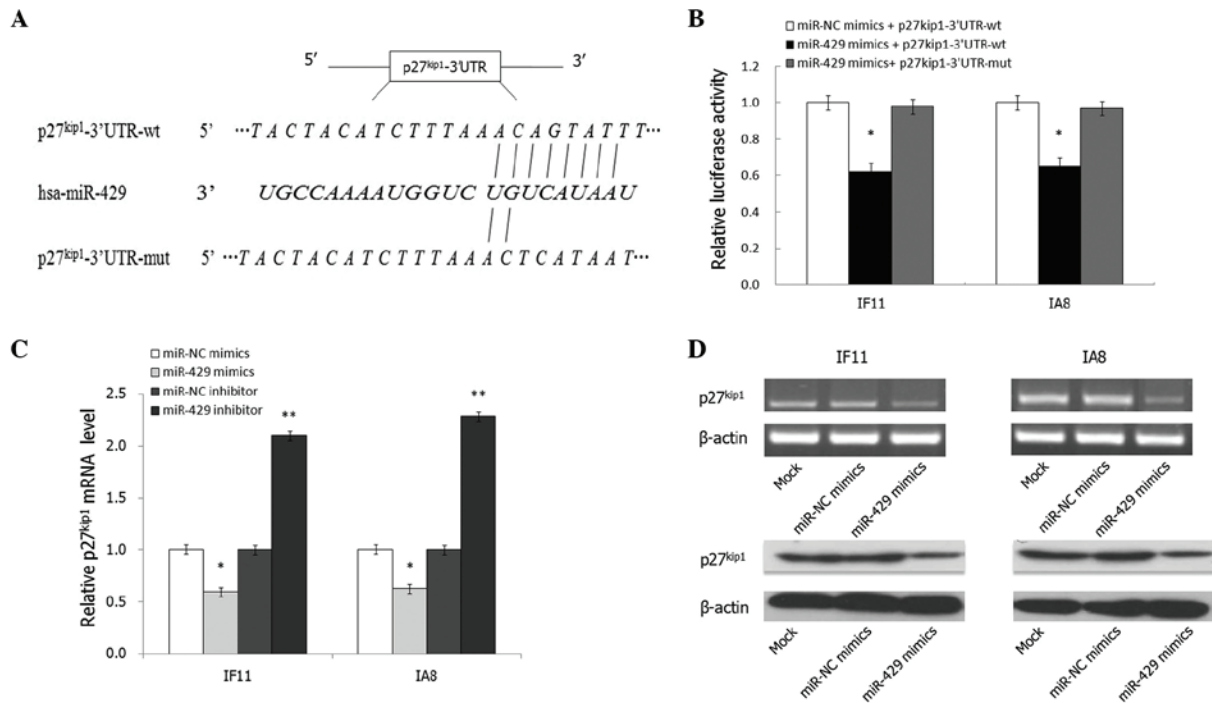 A
5' p27kip1-3'UTR 3'
p27kip1-3'UTR-wt 5' ···TACTACATCTTTAAACAGTATTT···
hsa-miR-429 3' UGCCAAAAUGGUC UGUCAUAAU
p27kip1-3'UTR-mut 5' ···TACTACATCTTTAAACTCATAAT···
B
miR-NC mimics + p27kip1-3'UTR-wt
miR-429 mimics + p27kip1-3'UTR-wt
miR-429 mimics+ p27kip1-3'UTR-mut
Relative luciferase activity
1.2
1.0
0.8
0.6
0.4
0.2
0.0
*
*
IF11 IA8
C
miR-NC mimics
miR-429 mimics
miR-NC inhibitor
miR-429 inhibitor
Relative p27kip1 mRNA level
2.5
2.0
1.5
1.0
0.5
0.0
*
**
*
**
IF11 IA8
D
IF11 IA8
p27kip1
β-actin
Mock miR-NC mimics miR-429 mimics Mock miR-NC mimics miR-429 mimics
p27kip1
β-actin
Mock miR-NC mimics miR-429 mimics Mock miR-NC mimics miR-429 mimics